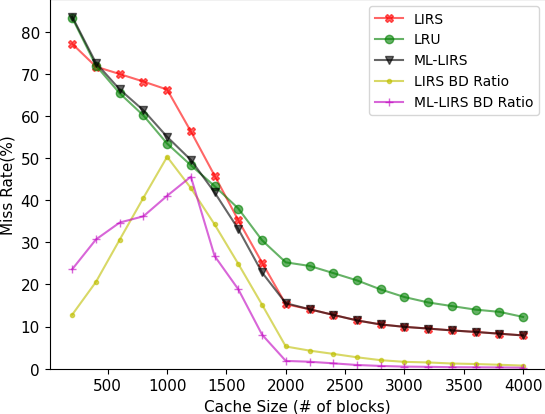 LIRS
LRU
ML-LIRS
LIRS BD Ratio
ML-LIRS BD Ratio
Miss Rate(%)
80
70
60
50
40
30
20
10
0
500 1000 1500 2000 2500 3000 3500 4000
Cache Size (# of blocks)